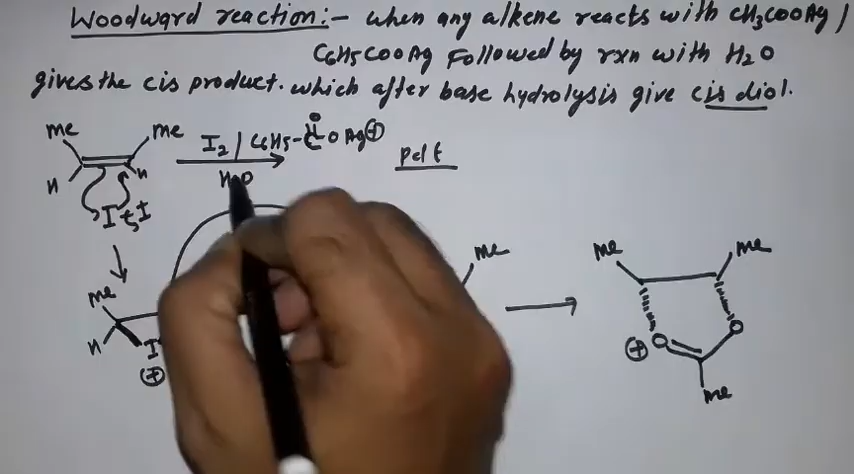 Woodward reaction:- when any alkene reacts with CH3COOAg /
C6H5COOAg followed by rxn with H2O
gives the cis product. which after base hydrolysis give cis diol.
me me I2 / C6H5-C O Ag⊕
O
H H H2O
I I
me me me me
H I
⊕
⊕ O O
me